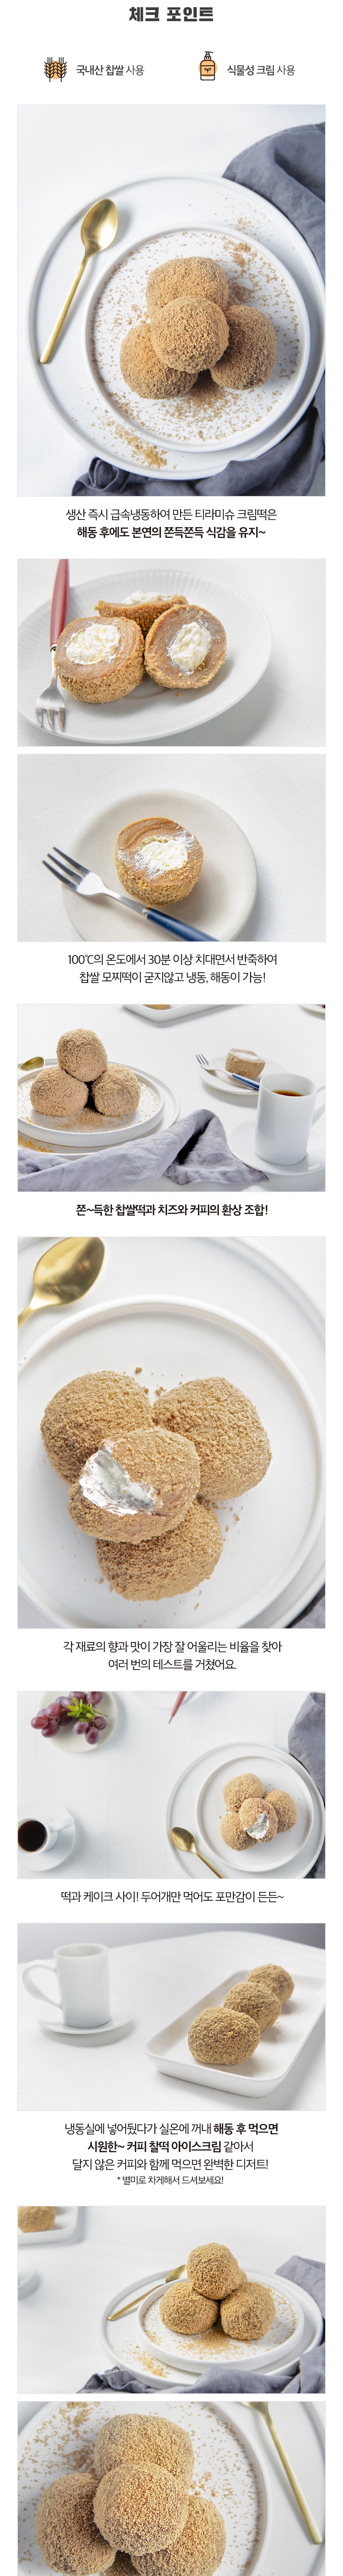 체크 포인트
국내산 찹쌀 사용
식물성 크림 사용
생산 즉시 급속냉동하여 만든 티라미슈 크림떡은
해동 후에도 본연의 쫀득쫀득 식감을 유지~
100℃의 온도에서 30분 이상 치대면서 반죽하여
찹쌀 모찌떡이 굳지않고 냉동, 해동이 가능!
쫀~득한 찹쌀떡과 치즈와 커피의 환상 조합!
각 재료의 향과 맛이 가장 잘 어울리는 비율을 찾아
여러 번의 테스트를 거쳤어요.
떡과 케이크 사이! 두어개만 먹어도 포만감이 든든~
냉동실에 넣어뒀다가 실온에 꺼내 해동 후 먹으면
시원한~ 커피 찰떡 아이스크림 같아서
달지 않은 커피와 함께 먹으면 완벽한 디저트!
* 별미로 차게해서 드셔보세요!